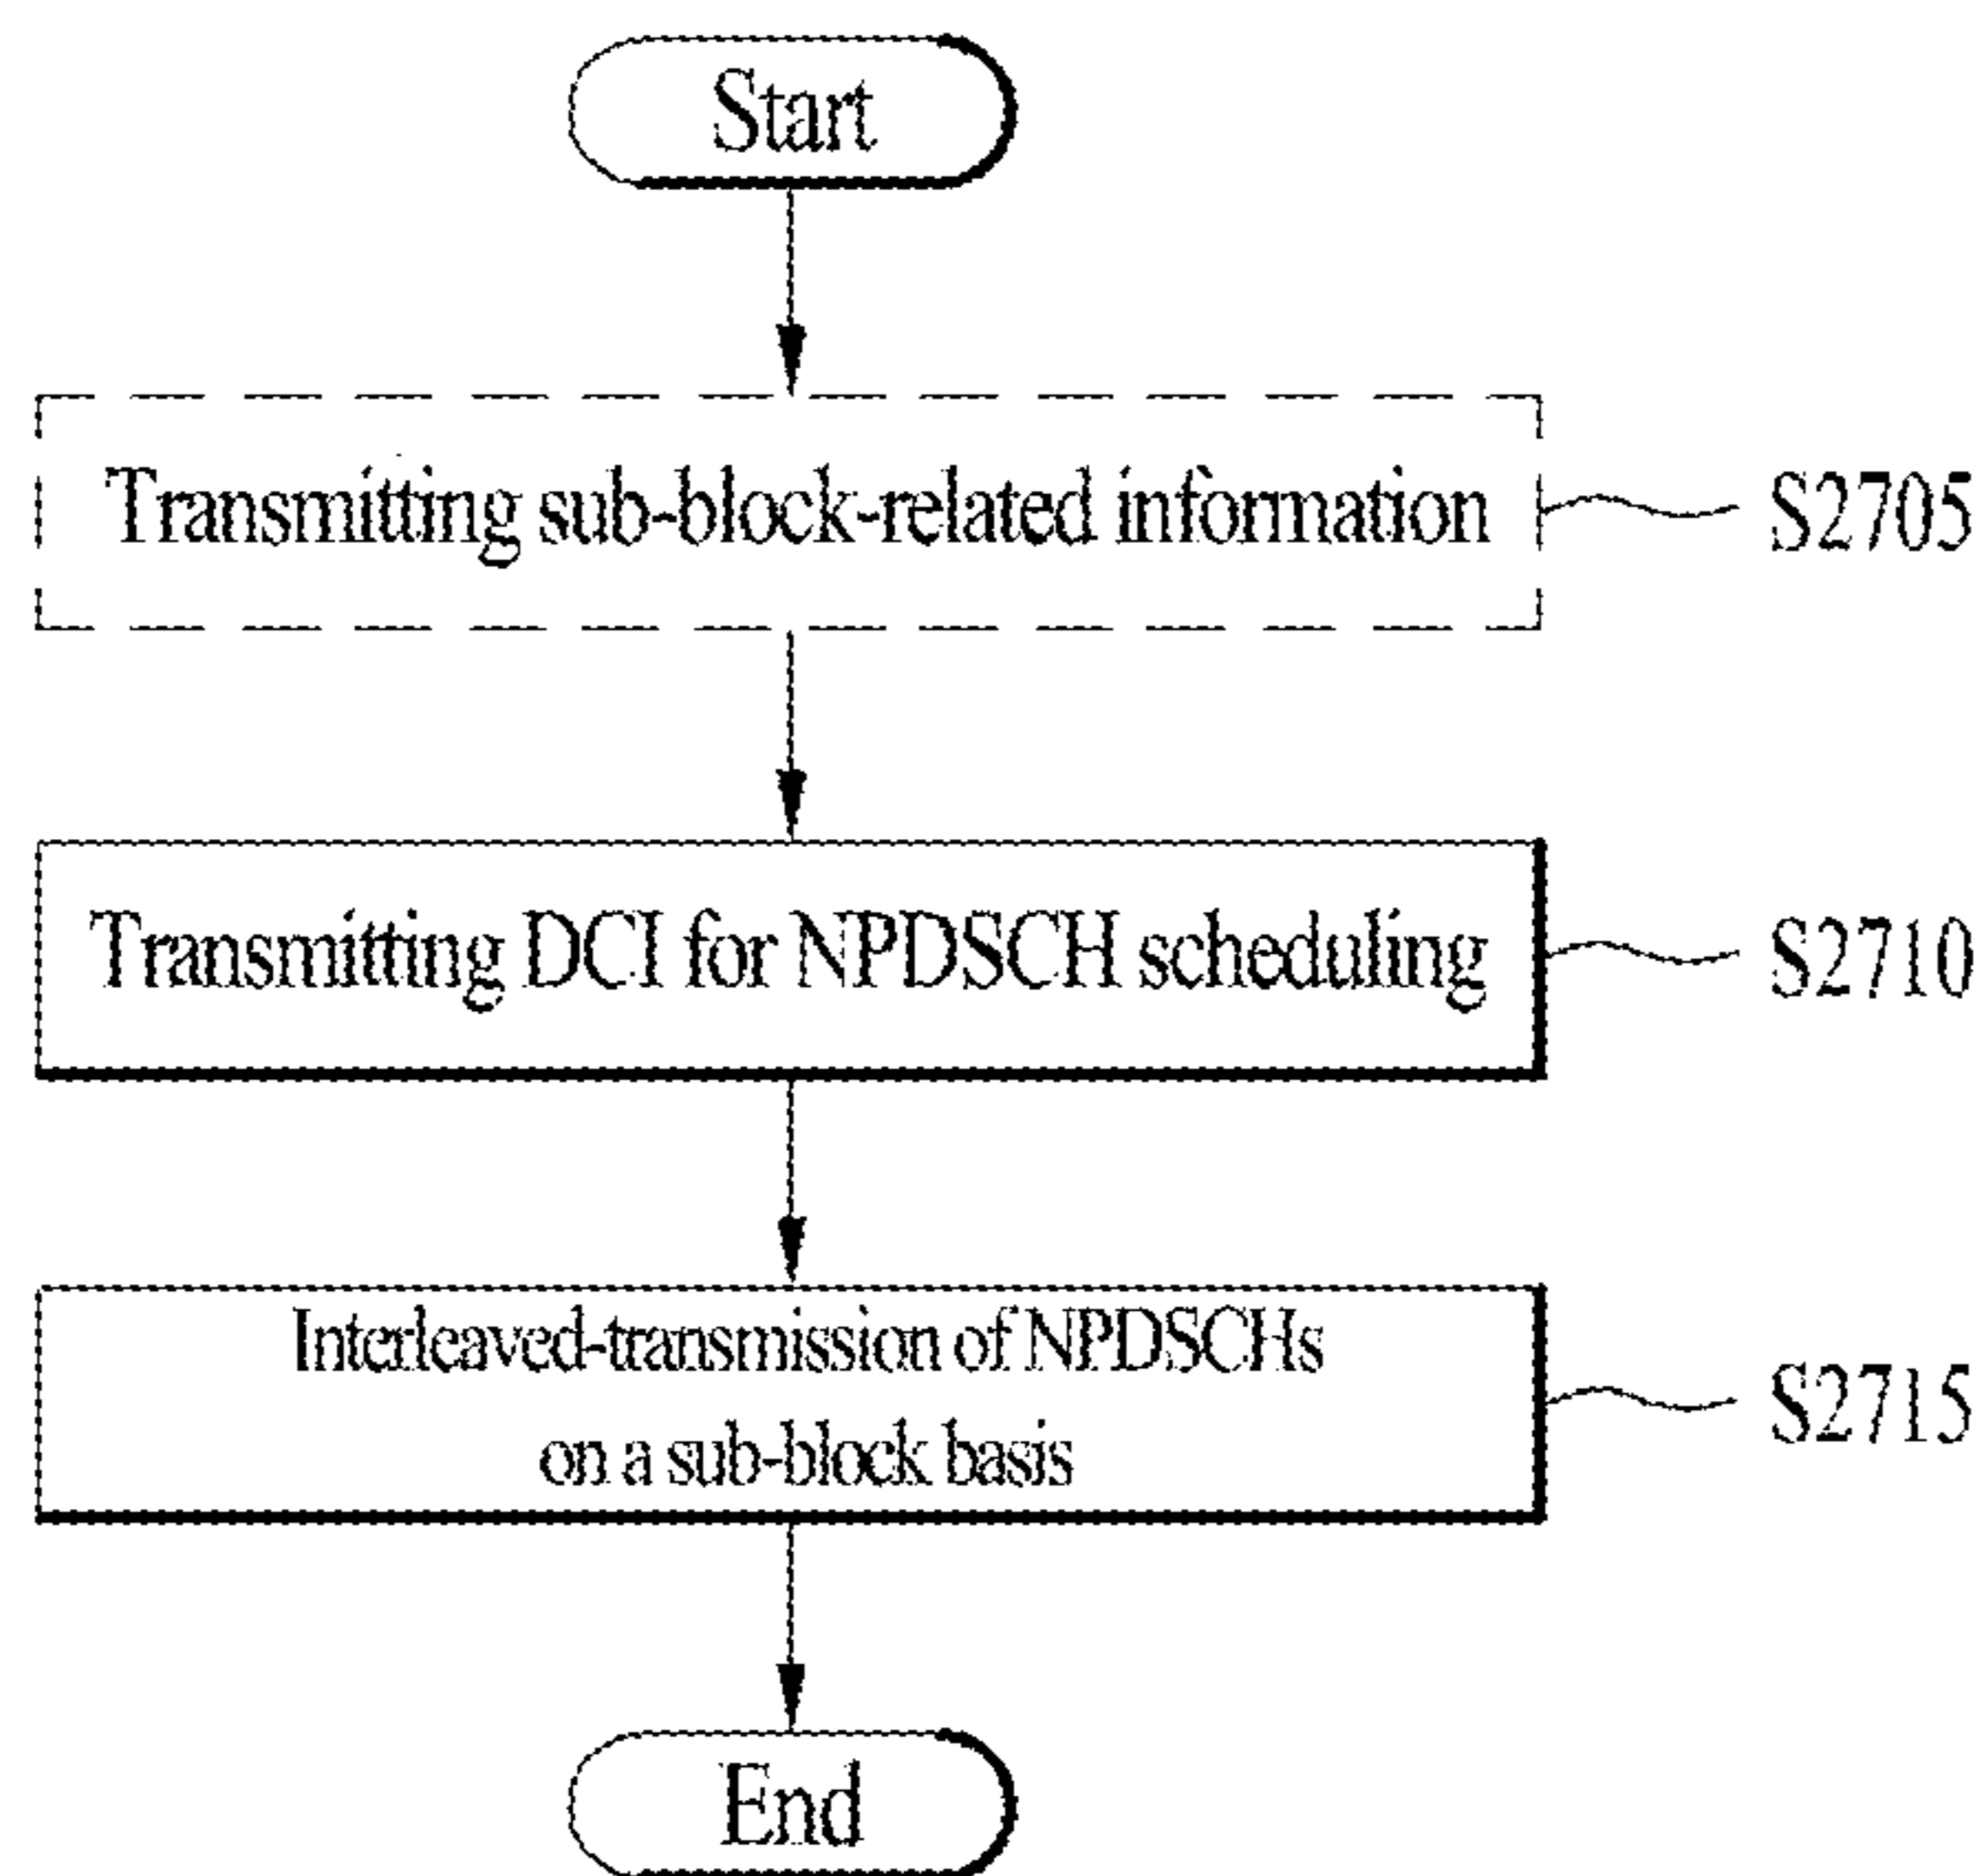 Start
Transmitting sub-block-related information
S2705
Transmitting DCI for NPDSCH scheduling
S2710
Interleaved-transmission of NPDSCHs
on a sub-block basis
S2715
End